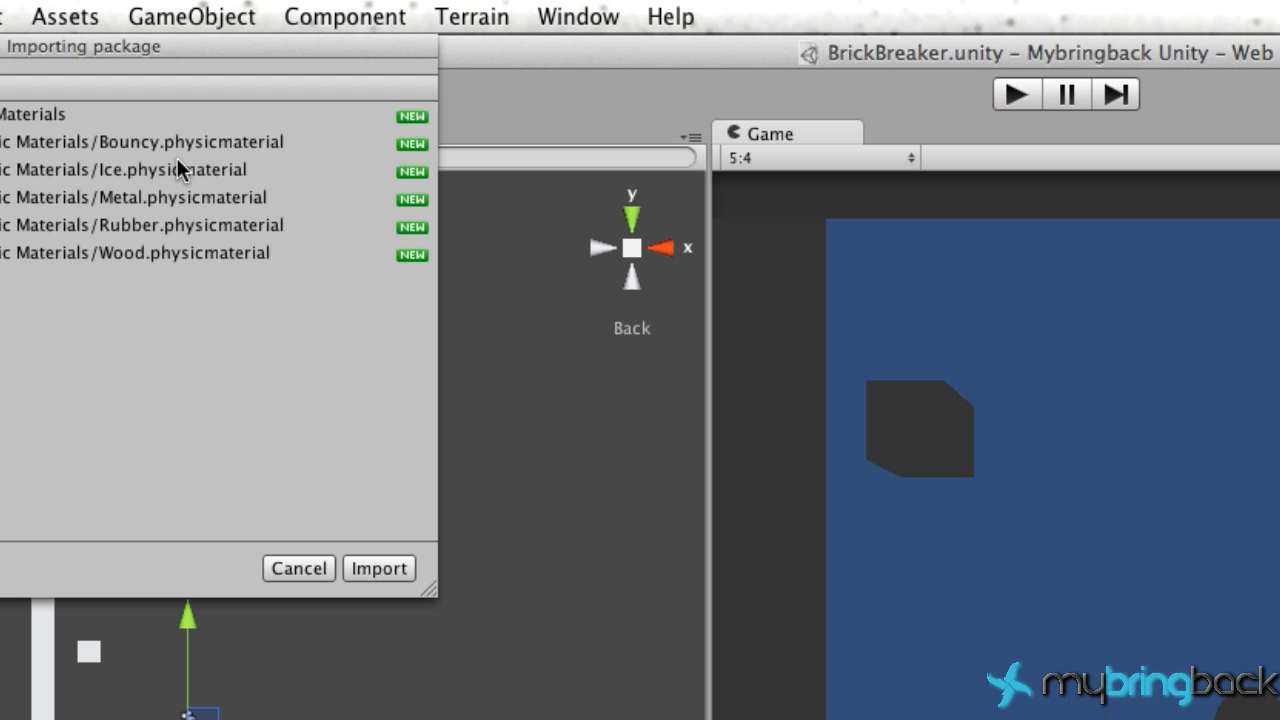 Assets GameObject Component Terrain Window Help
Importing package
BrickBreaker.unity – Mybringback Unity – Web
Game
5:4
Materials NEW
ic Materials/Bouncy.physicmaterial NEW
ic Materials/Ice.physicmaterial NEW
ic Materials/Metal.physicmaterial NEW
ic Materials/Rubber.physicmaterial NEW
ic Materials/Wood.physicmaterial NEW
y
x
Back
Cancel Import
mybringback